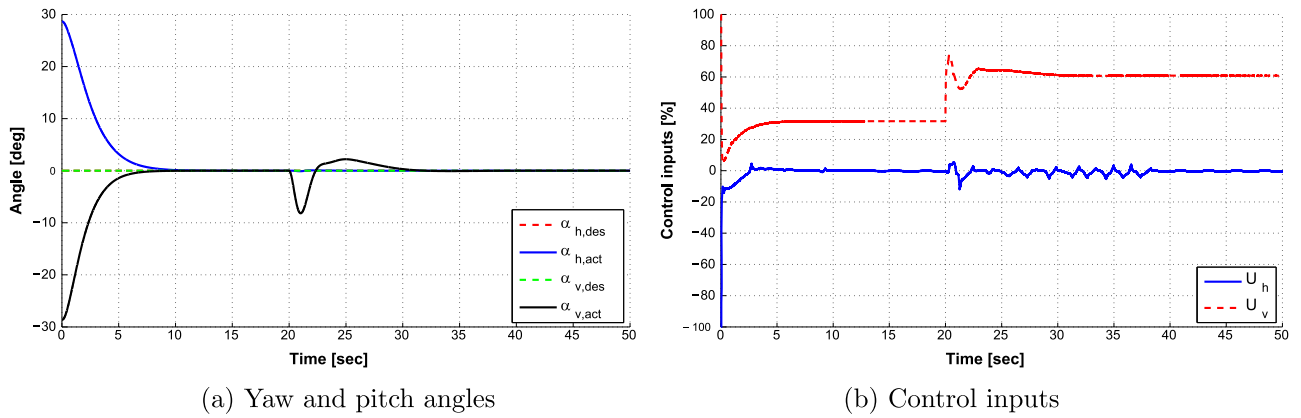 30
20
10
0
−10
−20
−30
0 5 10 15 20 25 30 35 40 45 50
Angle [deg]
Time [sec]
α h,des
α h,act
α v,des
α v,act
(a) Yaw and pitch angles
100
80
60
40
20
0
−20
−40
−60
−80
−100
0 5 10 15 20 25 30 35 40 45 50
Control inputs [%]
Time [sec]
U h
U v
(b) Control inputs